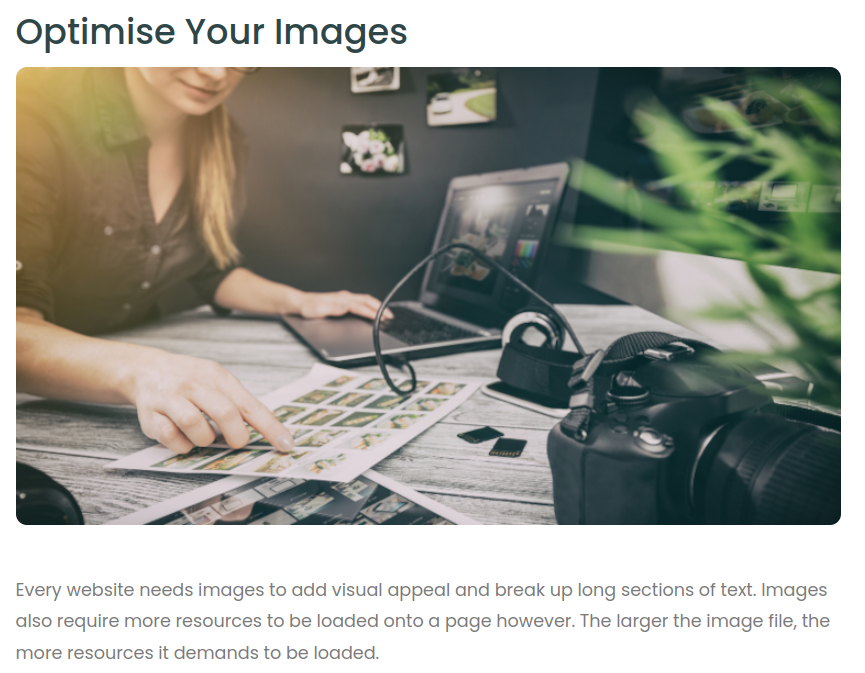 Optimise Your Images
Every website needs images to add visual appeal and break up long sections of text. Images
also require more resources to be loaded onto a page however. The larger the image file, the
more resources it demands to be loaded.